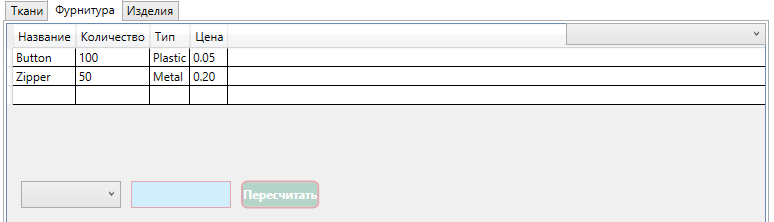 Ткани Фурнитура Изделия
Название Количество Тип Цена
Button 100 Plastic 0.05
Zipper 50 Metal 0.20
Пересчитать